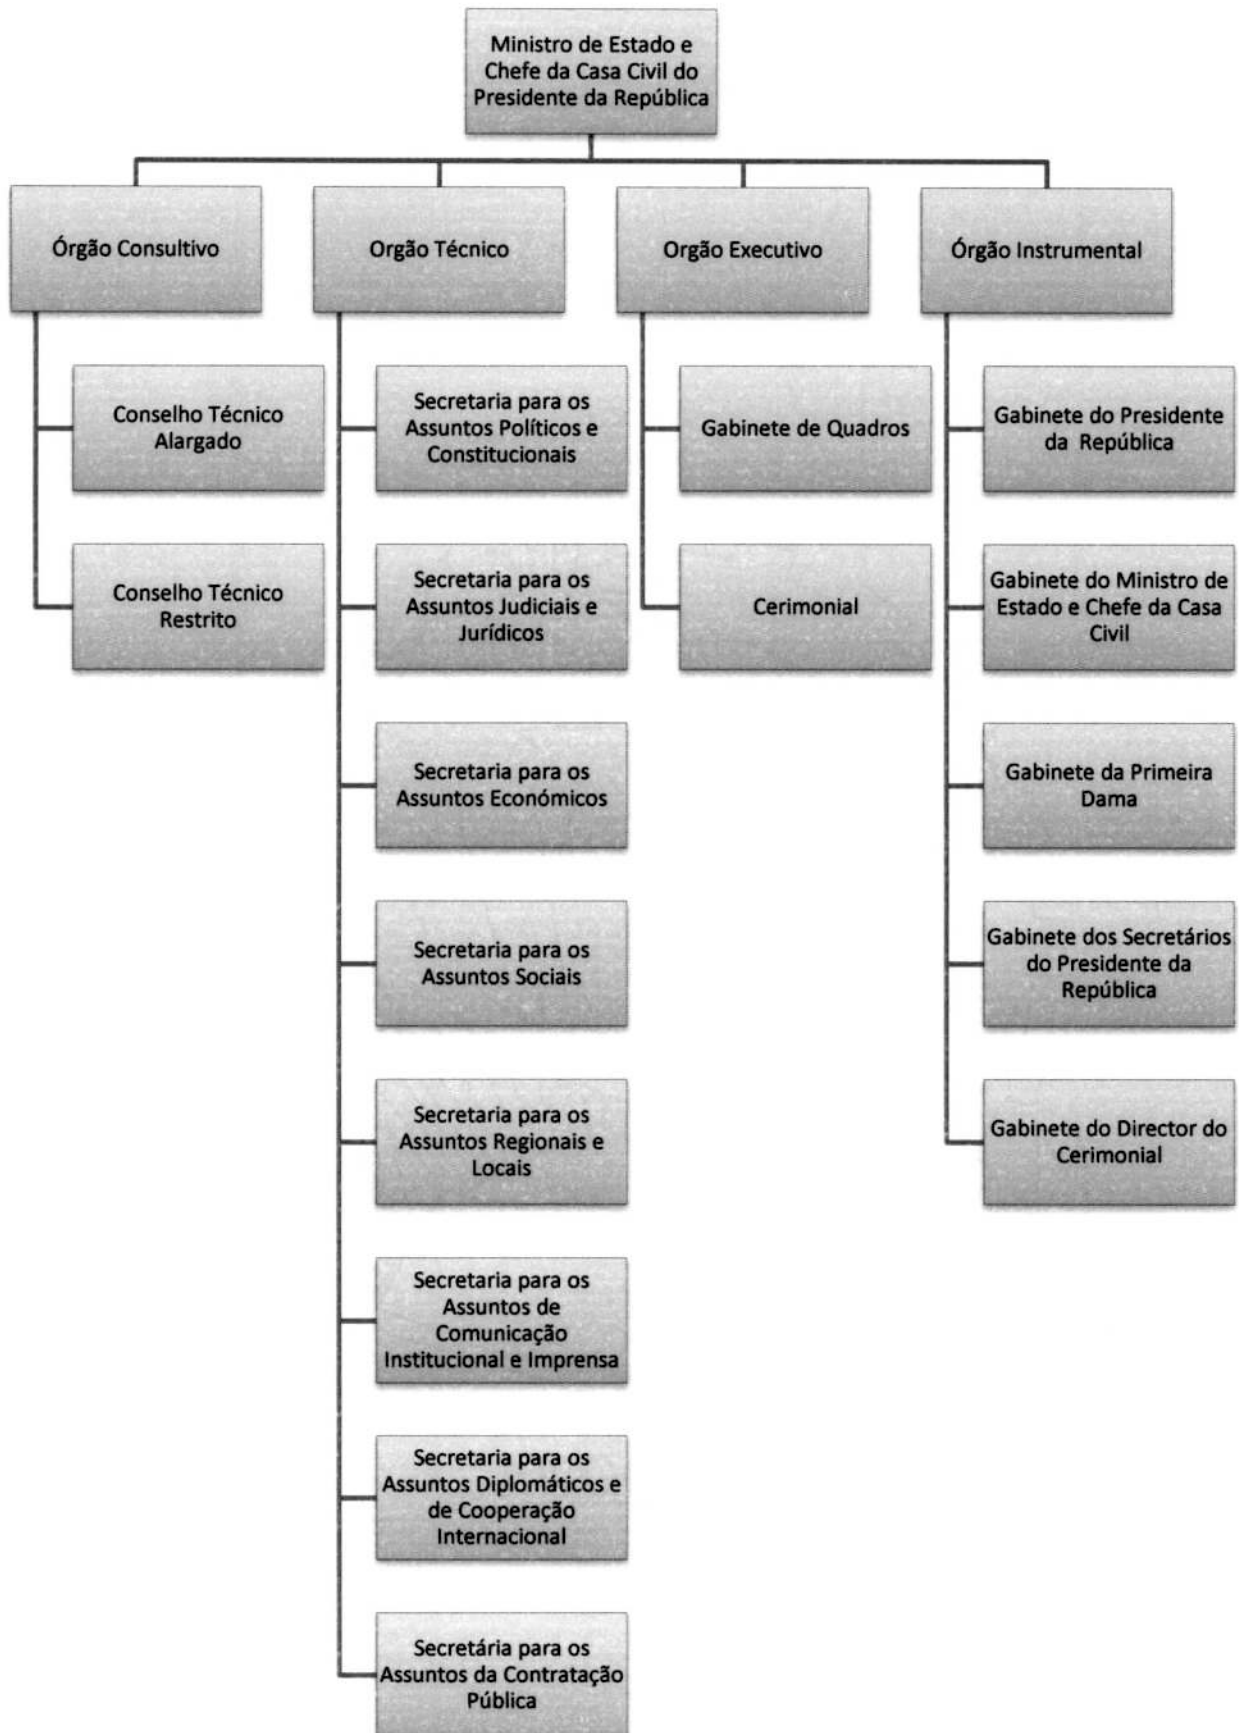 Ministro de Estado e
Chefe da Casa Civil do
Presidente da República
Órgão Consultivo
Orgão Técnico
Orgão Executivo
Órgão Instrumental
Conselho Técnico
Alargado
Conselho Técnico
Restrito
Secretaria para os
Assuntos Políticos e
Constitucionais
Secretaria para os
Assuntos Judiciais e
Jurídicos
Secretaria para os
Assuntos Económicos
Secretaria para os
Assuntos Sociais
Secretaria para os
Assuntos Regionais e
Locais
Secretaria para os
Assuntos de
Comunicação
Institucional e Imprensa
Secretaria para os
Assuntos Diplomáticos e
de Cooperação
Internacional
Secretária para os
Assuntos da Contratação
Pública
Gabinete de Quadros
Cerimonial
Gabinete do Presidente
da República
Gabinete do Ministro de
Estado e Chefe da Casa
Civil
Gabinete da Primeira
Dama
Gabinete dos Secretários
do Presidente da
República
Gabinete do Director do
Cerimonial